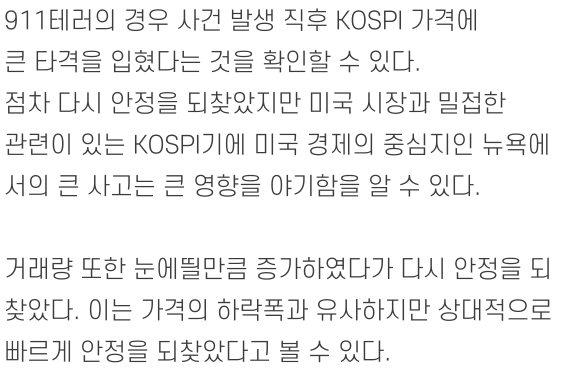 911테러의 경우 사건 발생 직후 KOSPI 가격에
큰 타격을 입혔다는 것을 확인할 수 있다.
점차 다시 안정을 되찾았지만 미국 시장과 밀접한
관련이 있는 KOSPI기에 미국 경제의 중심지인 뉴욕에
서의 큰 사고는 큰 영향을 야기함을 알 수 있다.
거래량 또한 눈에떨만큼 증가하였다가 다시 안정을 되
찾았다. 이는 가격의 하락폭과 유사하지만 상대적으로
빠르게 안정을 되찾았다고 볼 수 있다.